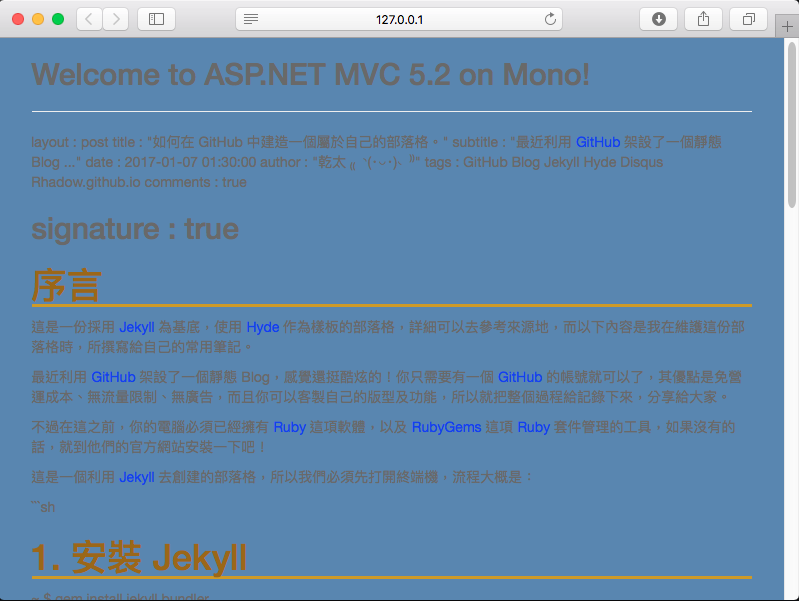 127.0.0.1
Welcome to ASP.NET MVC 5.2 on Mono!
layout : post title : "如何在 GitHub 中建造一個屬於自己的部落格。" subtitle : "最近利用 GitHub 架設了一個靜態
Blog ..." date : 2017-01-07 01:30:00 author : "乾太 ╔ ˘(･⌣･)˴ ╝" tags : GitHub Blog Jekyll Hyde Disqus
Rhadow.github.io comments : true
signature : true
序言
這是一份採用 Jekyll 為基底，使用 Hyde 作為樣板的部落格，詳細可以去參考來源地，而以下內容是我在維護這份部
落格時，所撰寫給自己的常用筆記。
最近利用 GitHub 架設了一個靜態 Blog，感覺還挺酷炫的！你只需要有一個 GitHub 的帳號就可以了，其優點是免營
運成本、無流量限制、無廣告，而且你可以客製自己的版型及功能，所以就把整個過程給記錄下來，分享給大家。
不過在這之前，你的電腦必須已經擁有 Ruby 這項軟體，以及 RubyGems 這項 Ruby 套件管理的工具，如果沒有的
話，就到他們的官方網站安裝一下吧！
這是一個利用 Jekyll 去創建的部落格，所以我們必須先打開終端機，流程大概是：
```sh
1. 安裝 Jekyll
~ $ gem install jekyll bundler